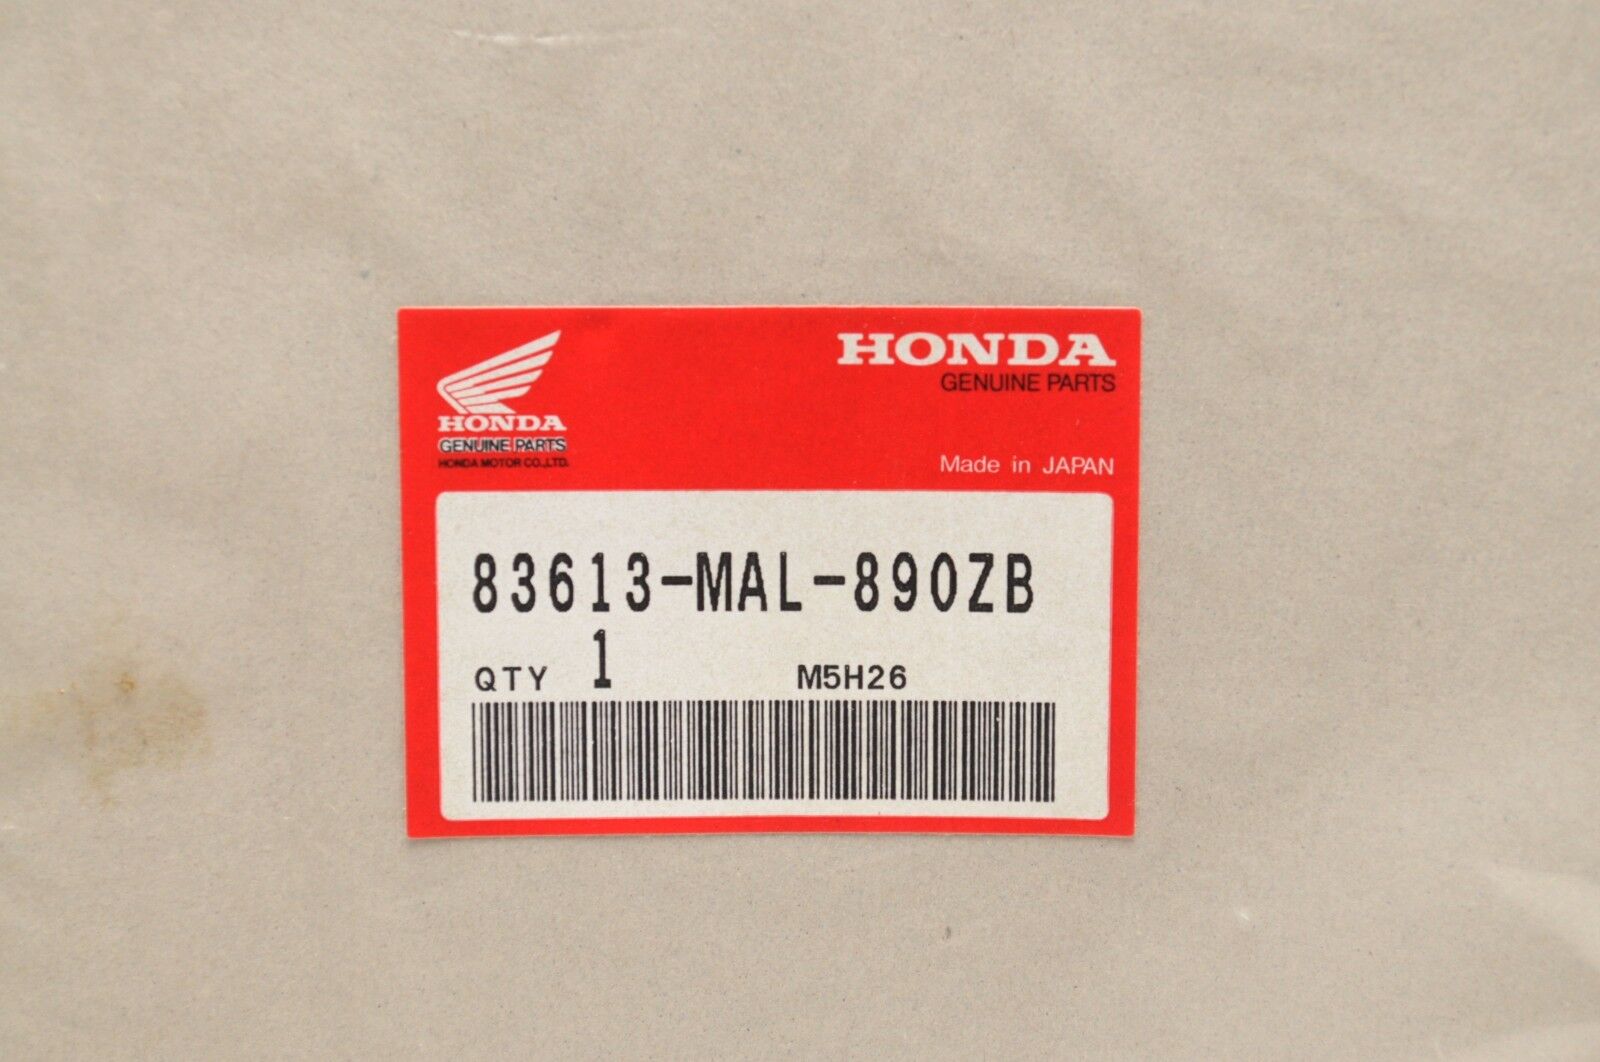 HONDA
GENUINE PARTS
HONDA MOTOR CO.,LTD.
HONDA
GENUINE PARTS
Made in JAPAN
83613-MAL-890ZB
QTY 1 M5H26